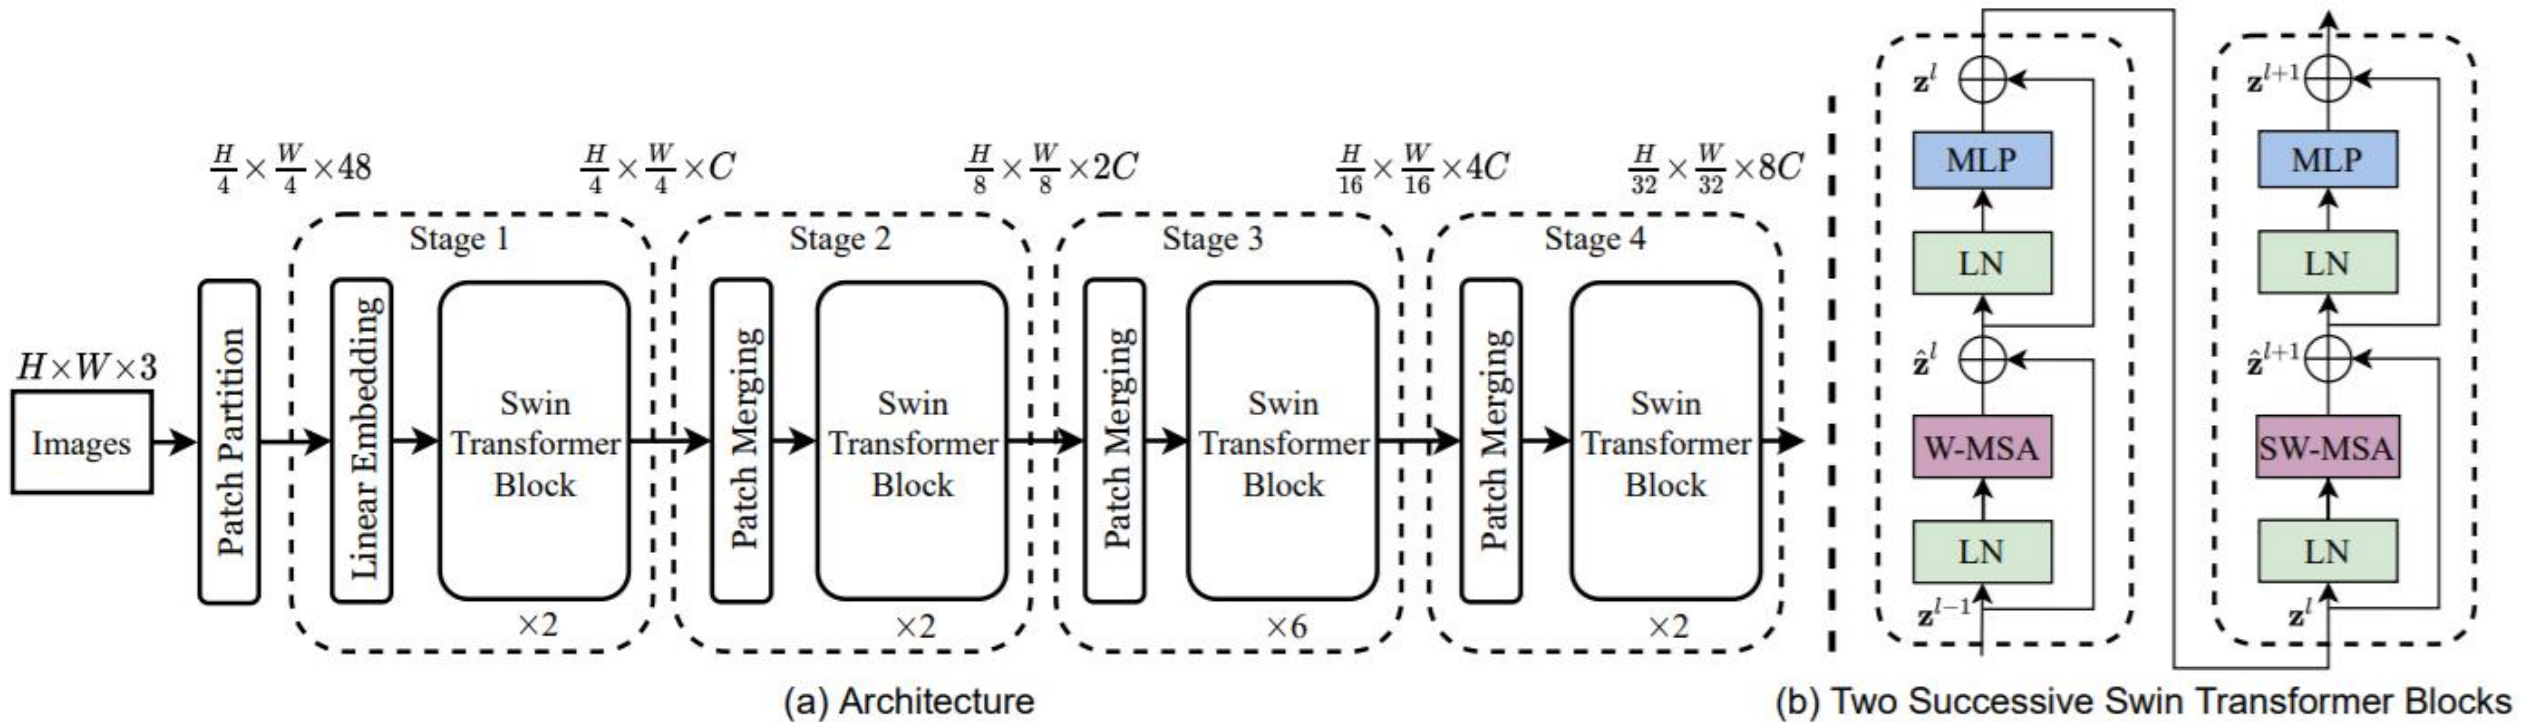 H/4 × W/4 × 48
H/4 × W/4 × C
H/8 × W/8 × 2C
H/16 × W/16 × 4C
H/32 × W/32 × 8C
Stage 1
Stage 2
Stage 3
Stage 4
H×W×3
Images
Patch Partition
Linear Embedding
Swin
Transformer
Block
×2
Patch Merging
Swin
Transformer
Block
×2
Patch Merging
Swin
Transformer
Block
×6
Patch Merging
Swin
Transformer
Block
×2
(a) Architecture
z^l
MLP
LN
ẑ^l
W-MSA
LN
z^{l-1}
z^{l+1}
MLP
LN
ẑ^{l+1}
SW-MSA
LN
z^l
(b) Two Successive Swin Transformer Blocks